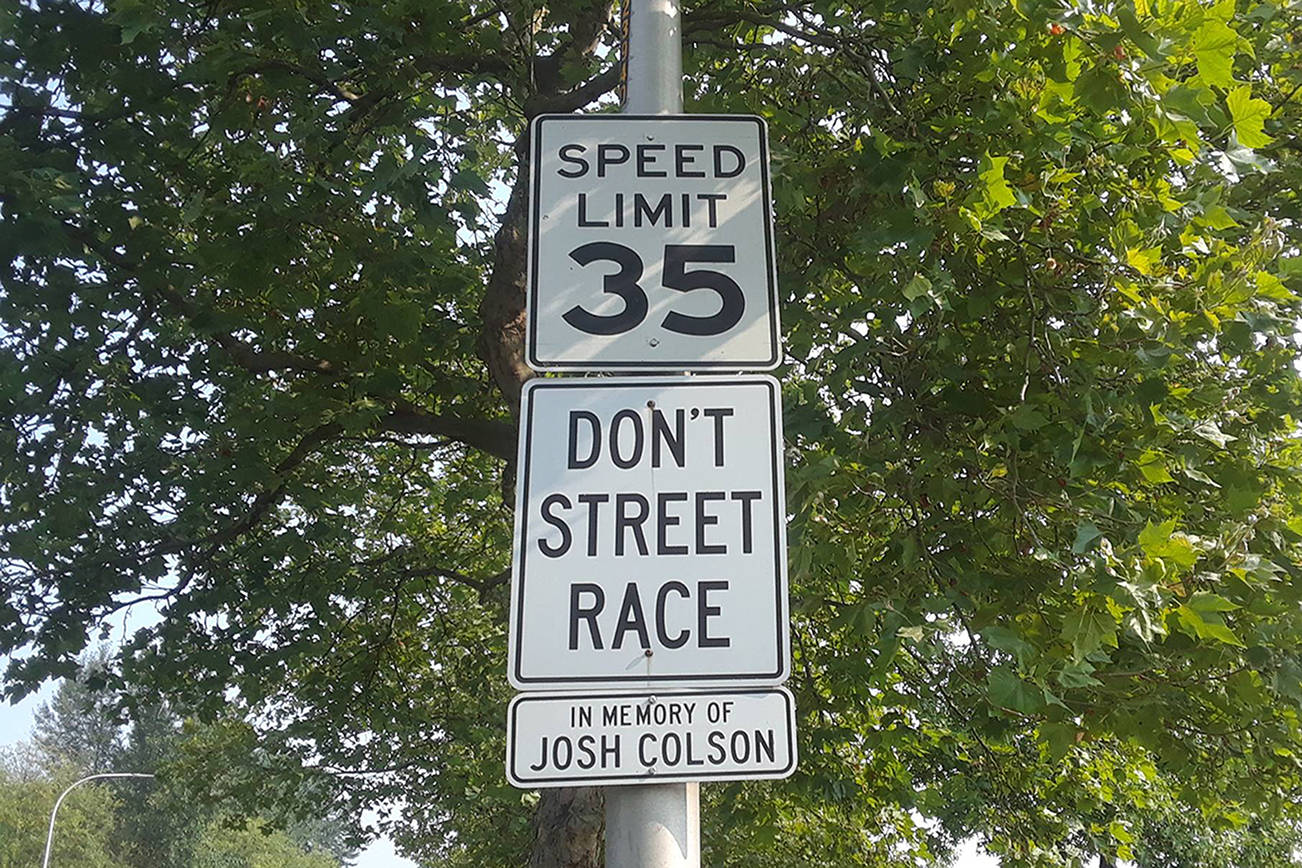 SPEED
LIMIT
35
DON'T
STREET
RACE
IN MEMORY OF
JOSH COLSON